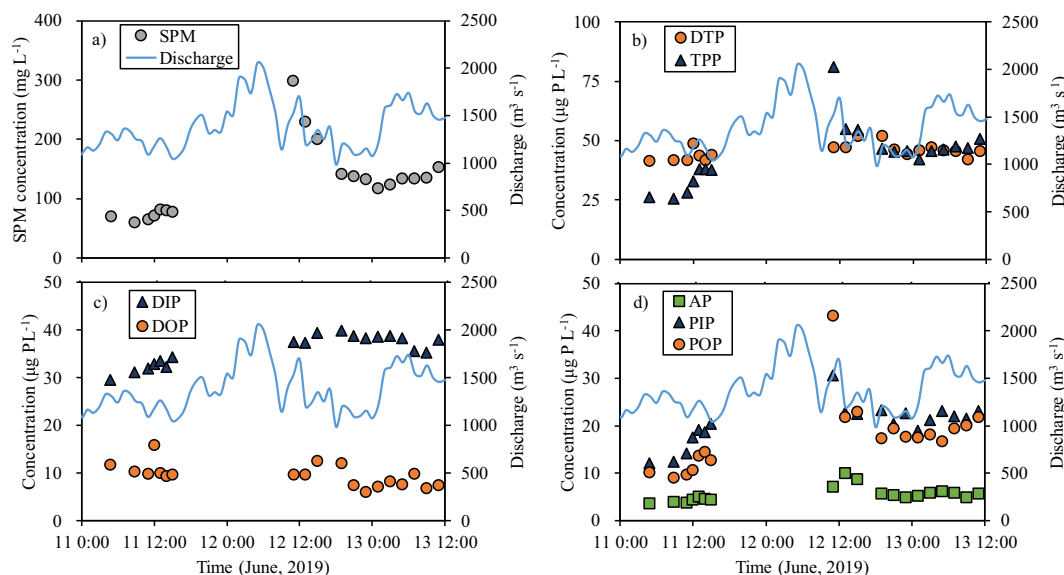 a)
SPM
Discharge
400
300
200
100
0
SPM concentration (mg L-1)
2500
2000
1500
1000
500
0
Discharge (m3 s-1)
b)
DTP
TPP
100
75
50
25
0
Concentration (µg P L-1)
2500
2000
1500
1000
500
0
Discharge (m3 s-1)
c)
DIP
DOP
50
40
30
20
10
0
Concentration (µg P L-1)
2500
2000
1500
1000
500
0
Discharge (m3 s-1)
11 0:00 11 12:00 12 0:00 12 12:00 13 0:00 13 12:00
Time (June, 2019)
d)
AP
PIP
POP
50
40
30
20
10
0
Concentration (µg P L-1)
2500
2000
1500
1000
500
0
Discharge (m3 s-1)
11 0:00 11 12:00 12 0:00 12 12:00 13 0:00 13 12:00
Time (June, 2019)